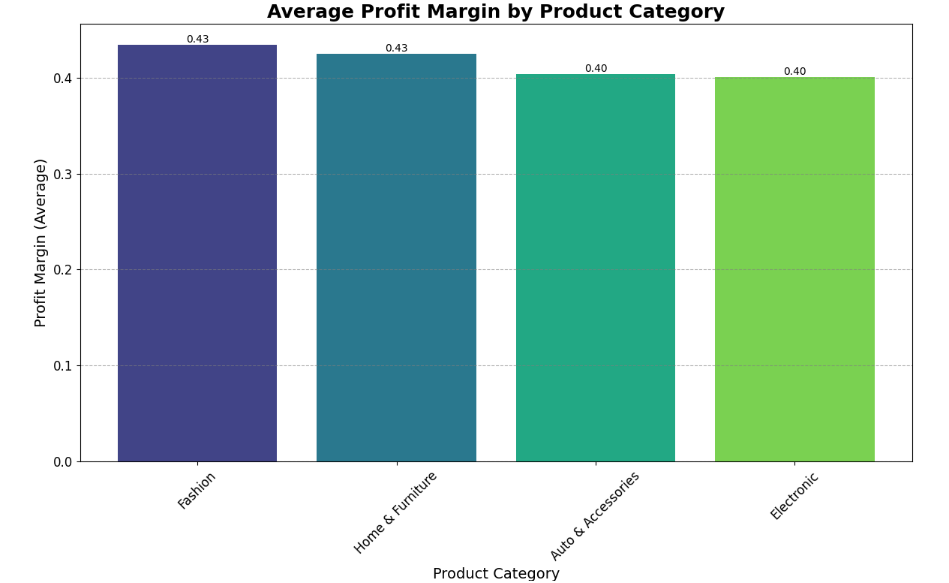 Average Profit Margin by Product Category
0.43
0.43
0.40
0.40
0.4
0.3
0.2
0.1
0.0
Profit Margin (Average)
Fashion
Home & Furniture
Auto & Accessories
Electronic
Product Category